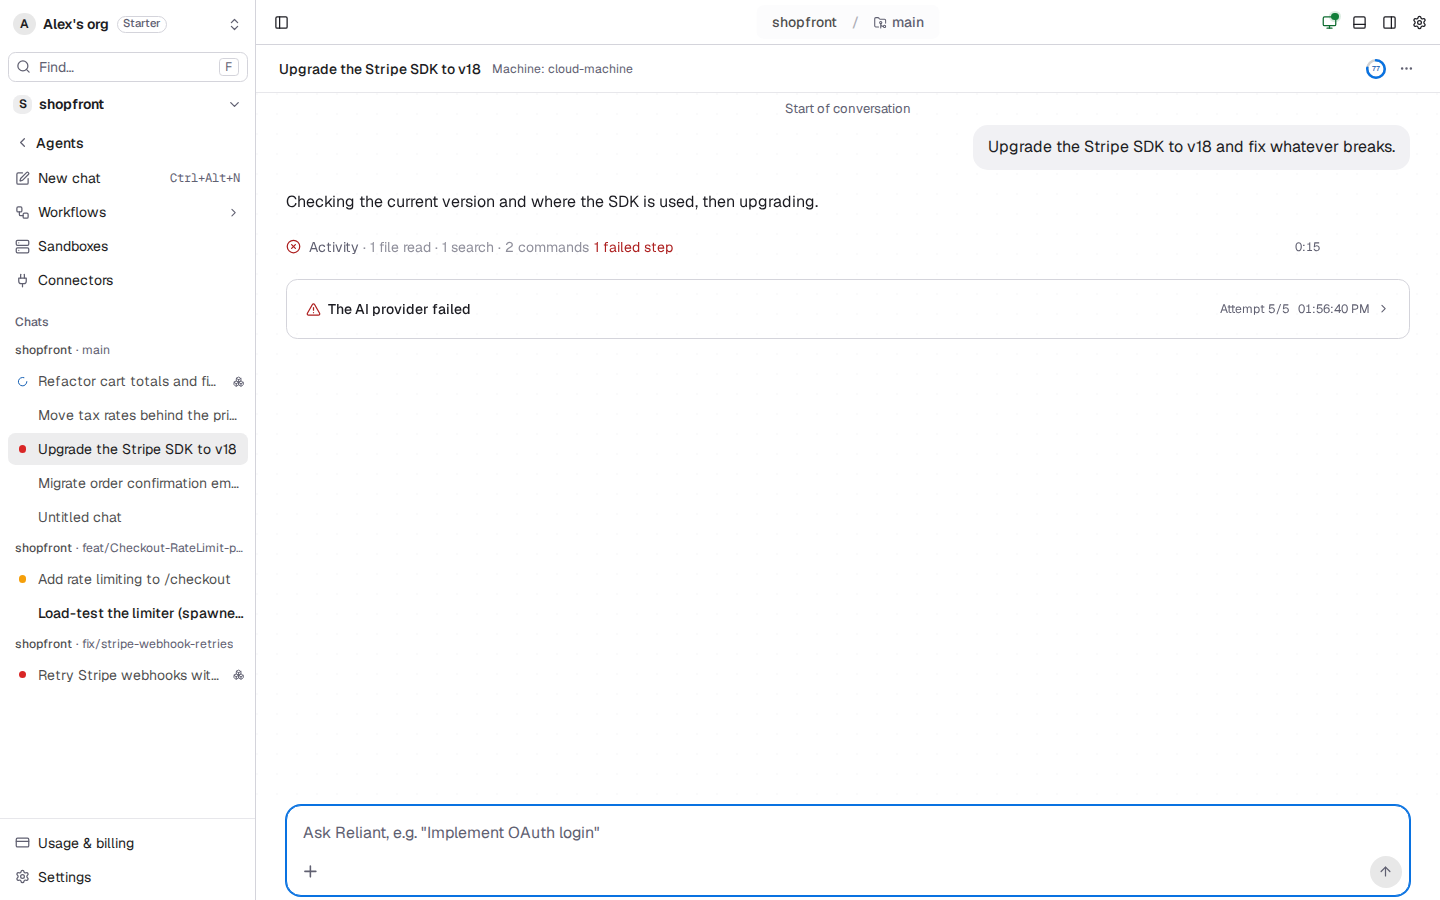 A Alex's org Starter
Find... F
S shopfront
Agents
New chat Ctrl+Alt+N
Workflows
Sandboxes
Connectors
Chats
shopfront · main
Refactor cart totals and fi...
Move tax rates behind the pri...
Upgrade the Stripe SDK to v18
Migrate order confirmation em...
Untitled chat
shopfront · feat/Checkout-RateLimit-p...
Add rate limiting to /checkout
Load-test the limiter (spawne...
shopfront · fix/stripe-webhook-retries
Retry Stripe webhooks wit...
Usage & billing
Settings
shopfront / main
Upgrade the Stripe SDK to v18 Machine: cloud-machine 77
Start of conversation
Upgrade the Stripe SDK to v18 and fix whatever breaks.
Checking the current version and where the SDK is used, then upgrading.
Activity · 1 file read · 1 search · 2 commands 1 failed step 0:15
The AI provider failed Attempt 5/5 01:56:40 PM
Ask Reliant, e.g. "Implement OAuth login"